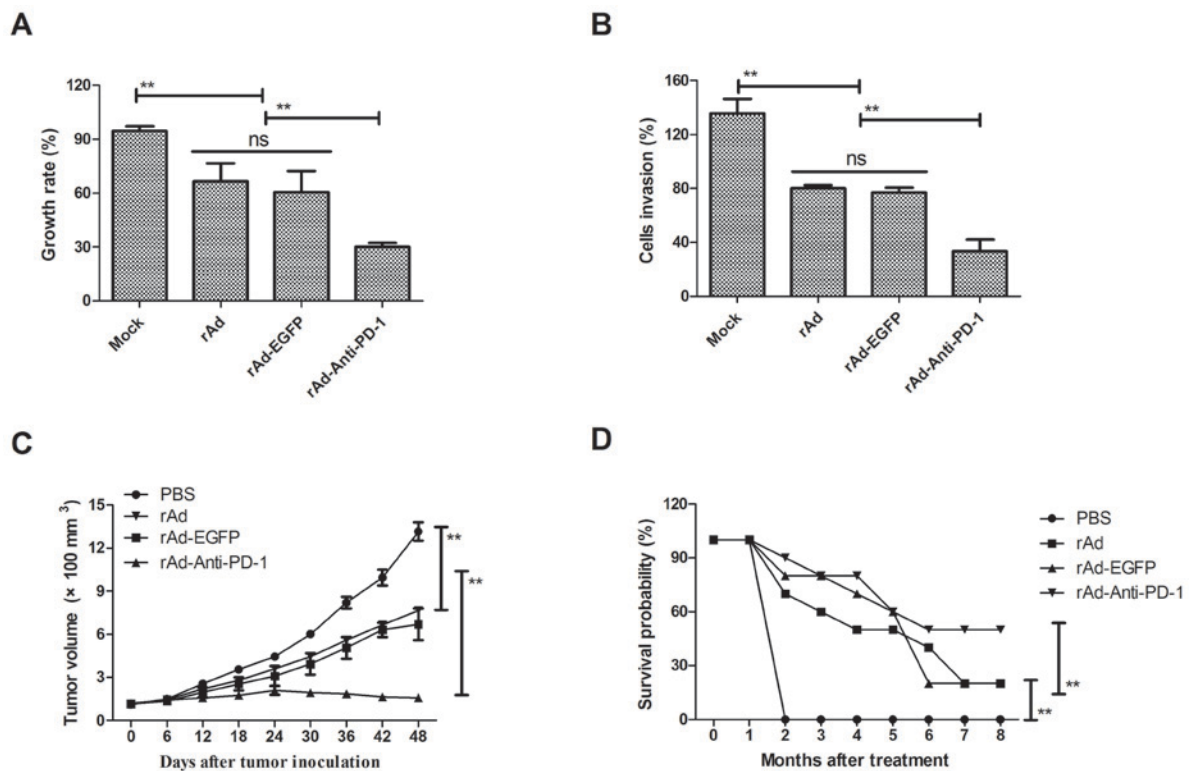 A
Growth rate (%)
120
90
60
30
0
**
**
ns
Mock
rAd
rAd-EGFP
rAd-Anti-PD-1
B
Cells invasion (%)
160
120
80
40
0
**
**
ns
Mock
rAd
rAd-EGFP
rAd-Anti-PD-1
C
PBS
rAd
rAd-EGFP
rAd-Anti-PD-1
Tumor volume (× 100 mm ³)
15
12
9
6
3
0
**
**
0 6 12 18 24 30 36 42 48
Days after tumor inoculation
D
Survival probability (%)
120
90
60
30
0
PBS
rAd
rAd-EGFP
rAd-Anti-PD-1
**
**
0 1 2 3 4 5 6 7 8
Months after treatment